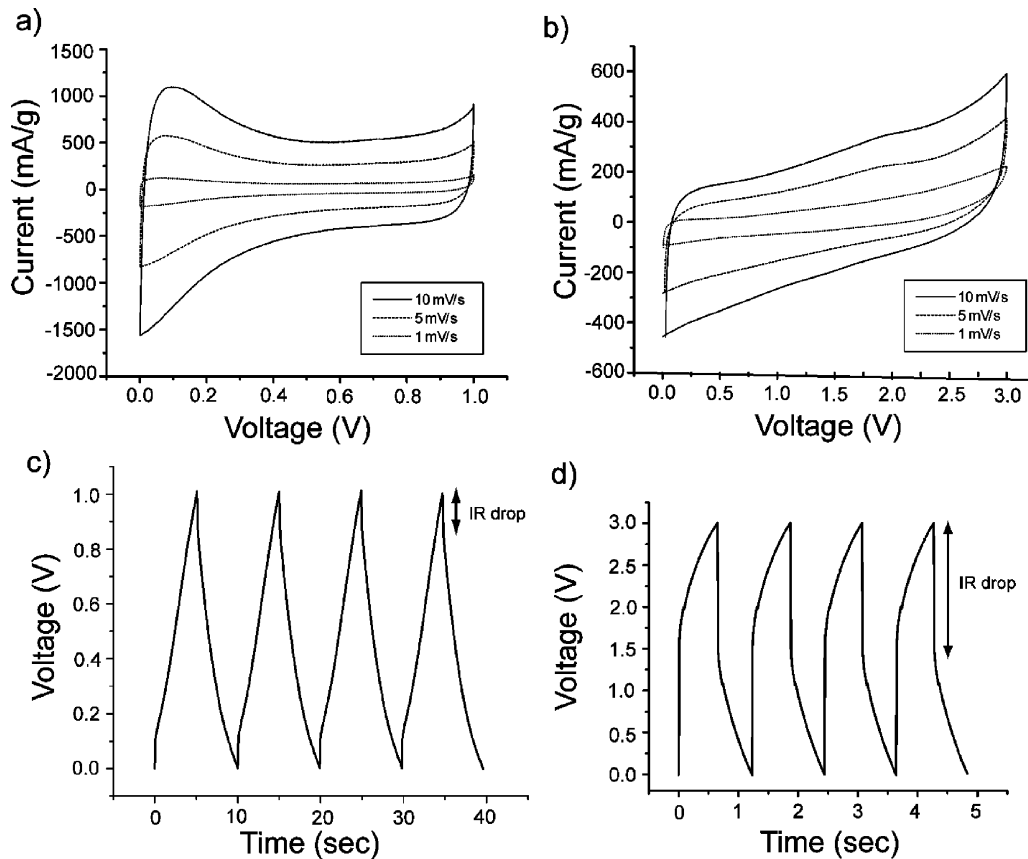 a)
1500
1000
500
0
-500
-1000
-1500
-2000
Current (mA/g)
10 mV/s
5 mV/s
1 mV/s
0.0 0.2 0.4 0.6 0.8 1.0
Voltage (V)
b)
600
400
200
0
-200
-400
-600
Current (mA/g)
10 mV/s
5 mV/s
1 mV/s
0.0 0.5 1.0 1.5 2.0 2.5 3.0
Voltage (V)
c)
1.0
0.8
0.6
0.4
0.2
0.0
Voltage (V)
IR drop
0 10 20 30 40
Time (sec)
d)
3.0
2.5
2.0
1.5
1.0
0.5
0.0
Voltage (V)
IR drop
0 1 2 3 4 5
Time (sec)